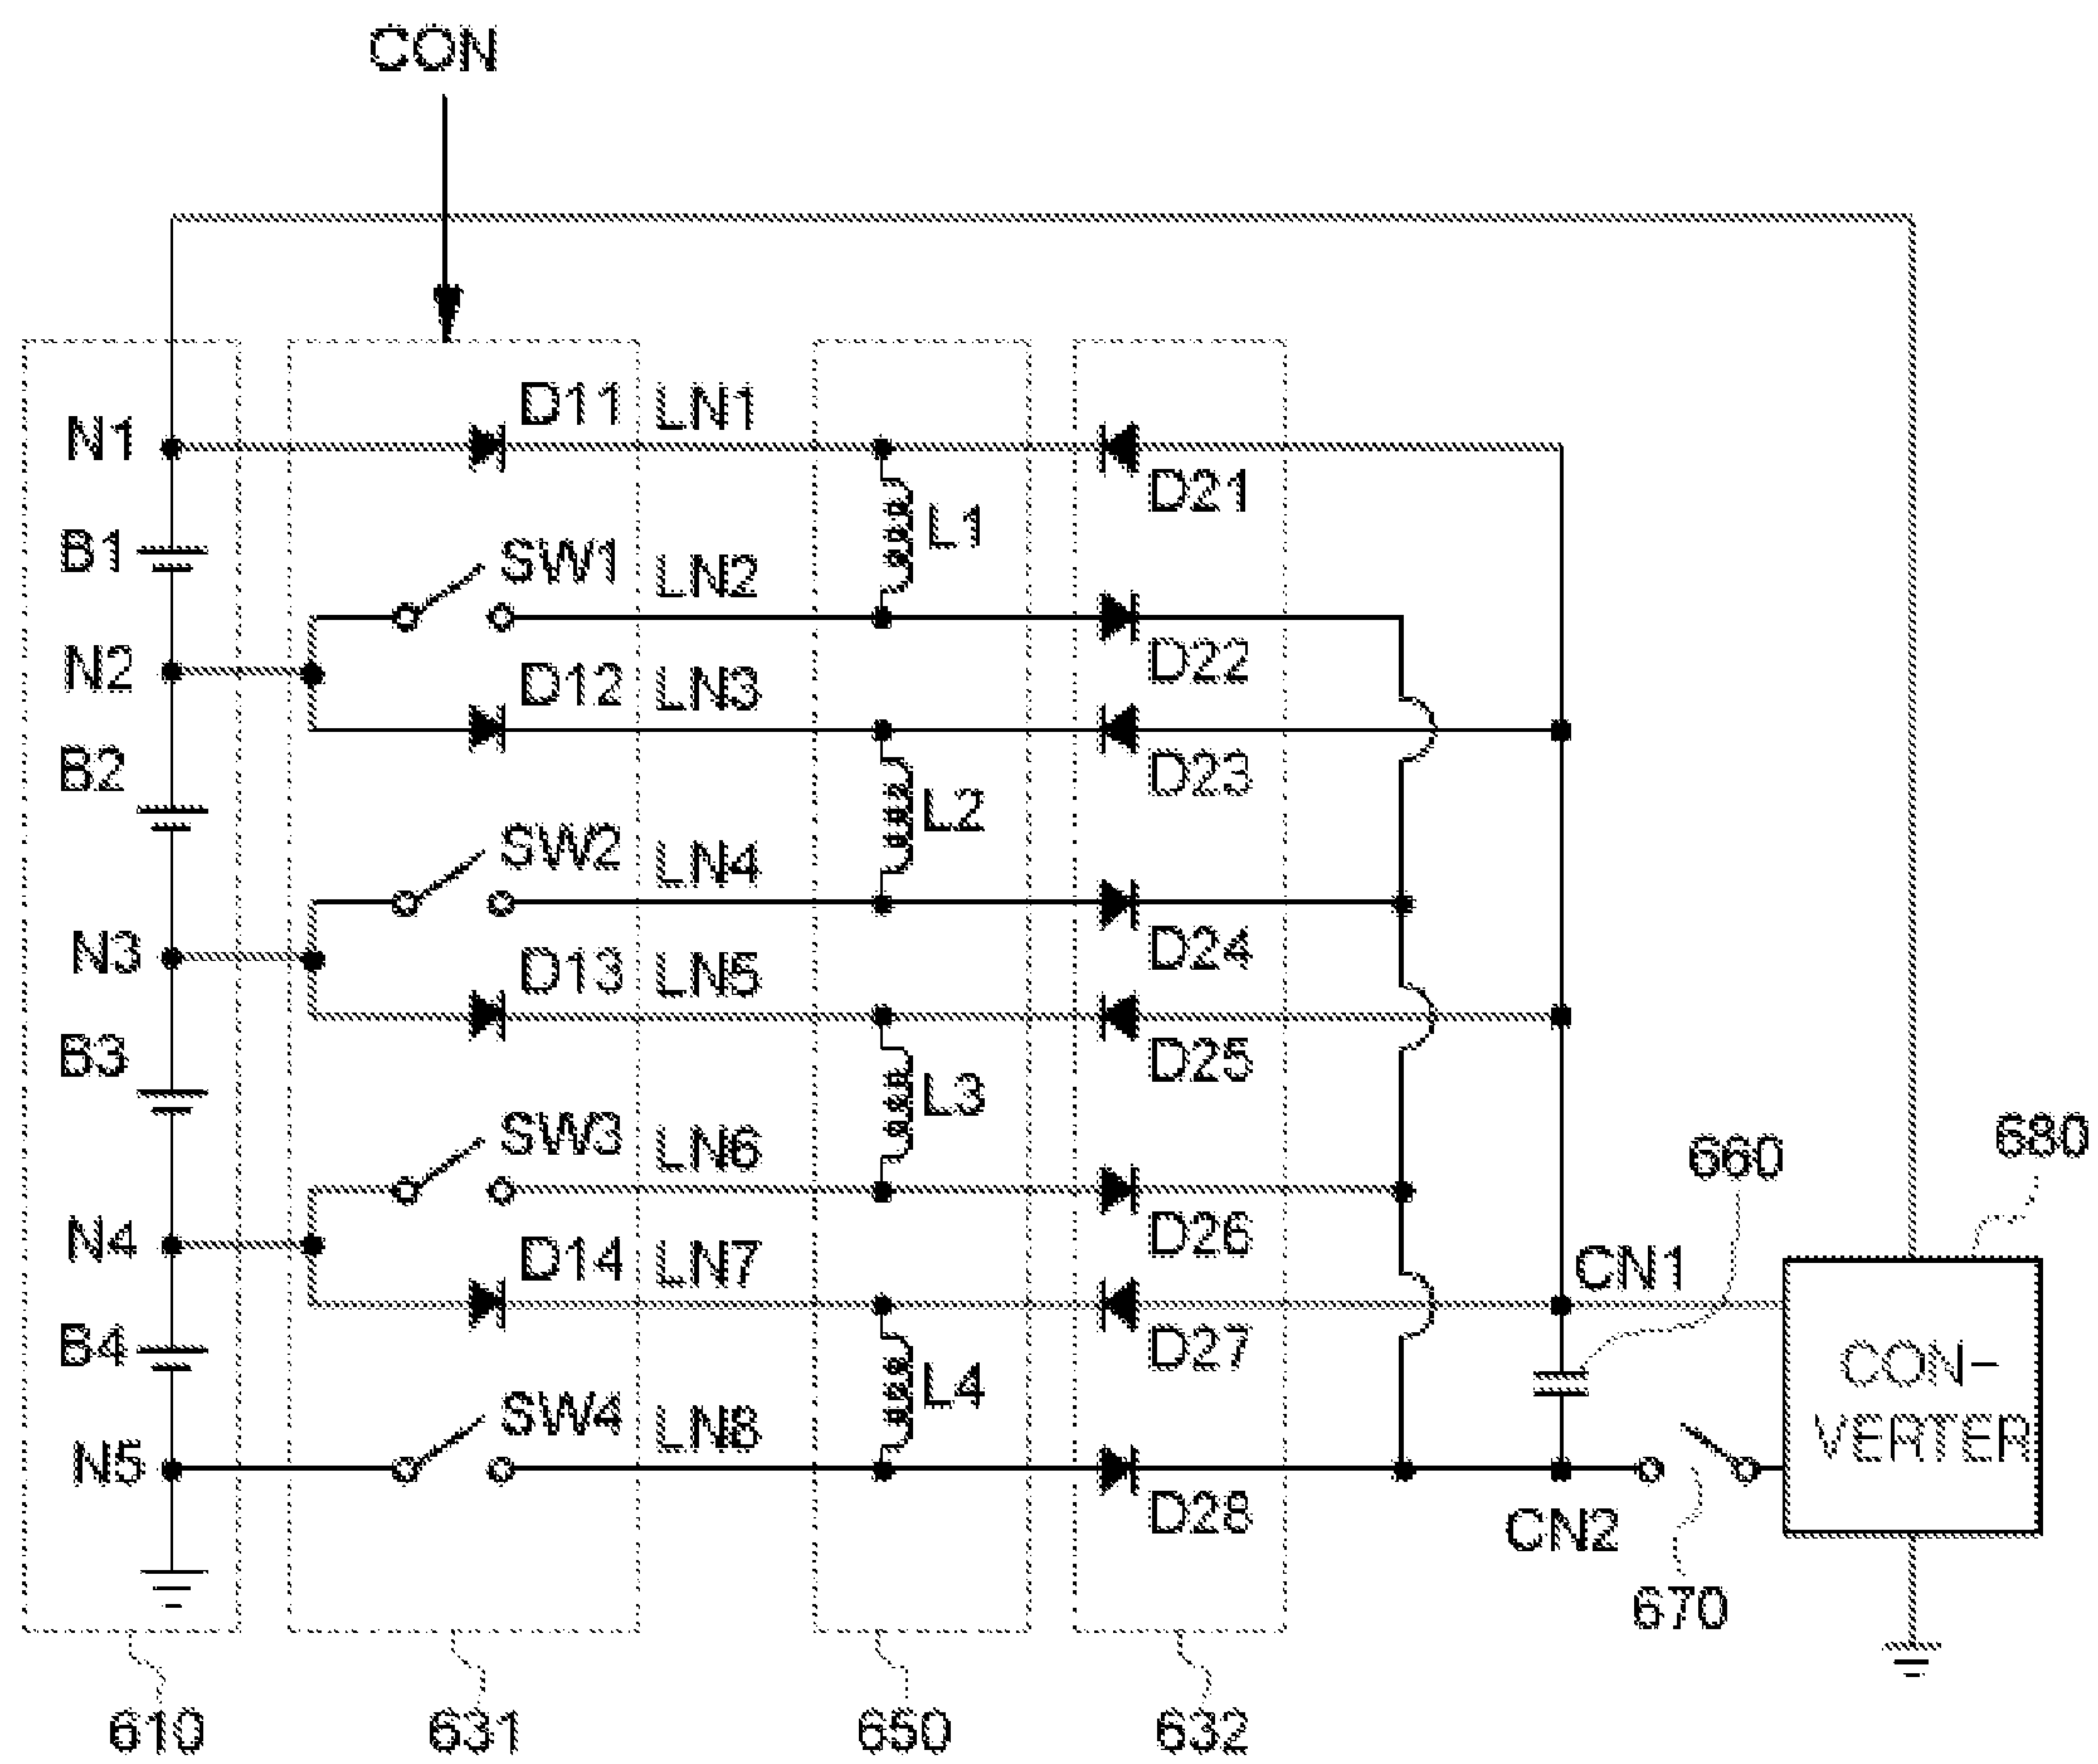 CON
N1
D11
LN1
D21
B1
L1
SW1
LN2
N2
D22
D12
LN3
B2
D23
L2
SW2
LN4
N3
D24
D13
LN5
B3
D25
L3
SW3
LN6
660
680
N4
D26
D14
LN7
CN1
B4
D27
CON-
VERTER
L4
SW4
LN8
N5
D28
CN2
670
610
631
650
632